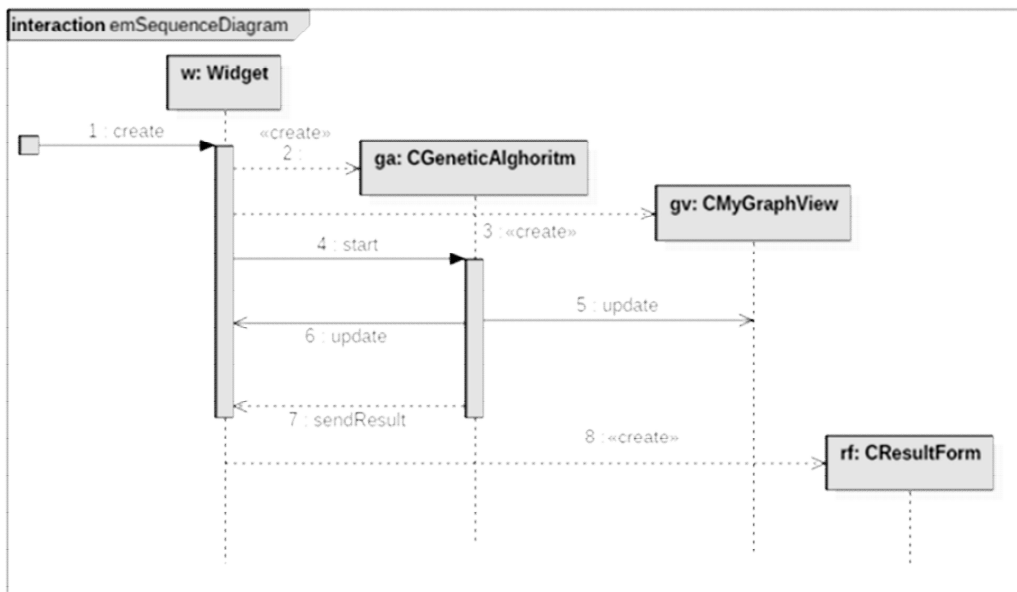 interaction emSequenceDiagram
w: Widget
1 : create
«create»
2 :
ga: CGeneticAlghoritm
gv: CMyGraphView
3 : «create»
4 : start
5 : update
6 : update
7 : sendResult
8 : «create»
rf: CResultForm